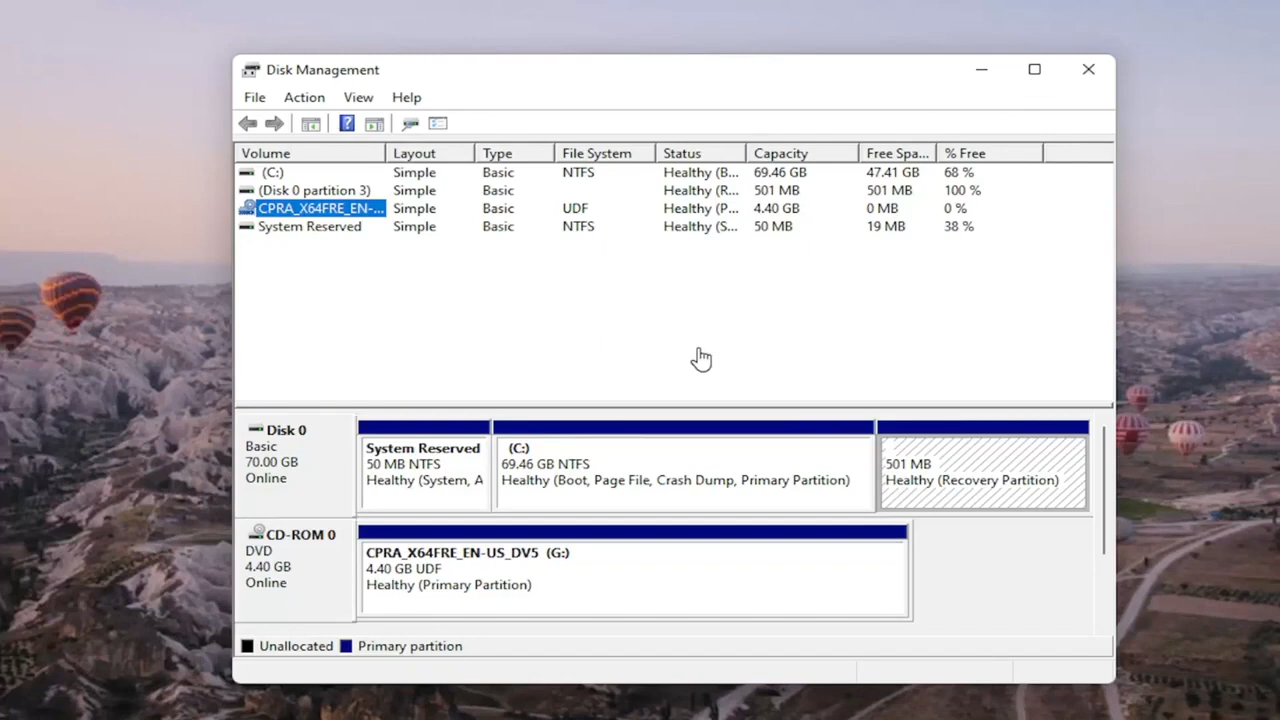 Disk Management
File Action View Help
Volume Layout Type File System Status Capacity Free Spa... % Free
(C:) Simple Basic NTFS Healthy (B... 69.46 GB 47.41 GB 68 %
(Disk 0 partition 3) Simple Basic Healthy (R... 501 MB 501 MB 100 %
CPRA_X64FRE_EN-... Simple Basic UDF Healthy (P... 4.40 GB 0 MB 0 %
System Reserved Simple Basic NTFS Healthy (S... 50 MB 19 MB 38 %
Disk 0
Basic
70.00 GB
Online
System Reserved
50 MB NTFS
Healthy (System, A
(C:)
69.46 GB NTFS
Healthy (Boot, Page File, Crash Dump, Primary Partition)
501 MB
Healthy (Recovery Partition)
CD-ROM 0
DVD
4.40 GB
Online
CPRA_X64FRE_EN-US_DV5 (G:)
4.40 GB UDF
Healthy (Primary Partition)
Unallocated Primary partition